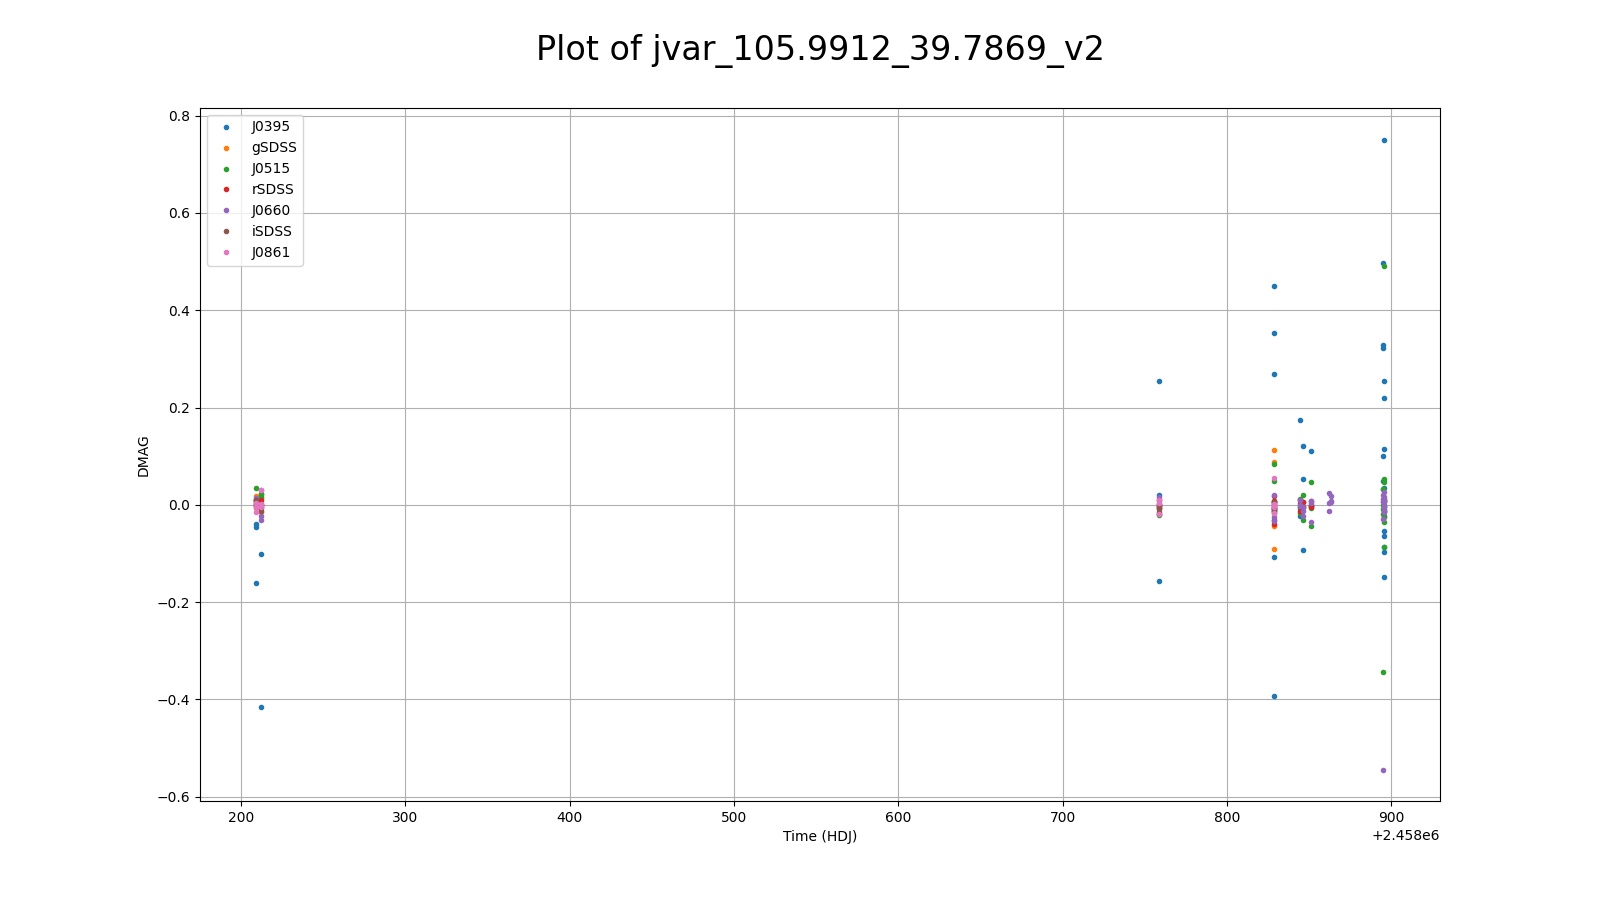 Plot of jvar_105.9912_39.7869_v2
J0395
gSDSS
J0515
rSDSS
J0660
iSDSS
J0861
0.8
0.6
0.4
0.2
0.0
−0.2
−0.4
−0.6
DMAG
200 300 400 500 600 700 800 900
Time (HDJ)
+2.458e6